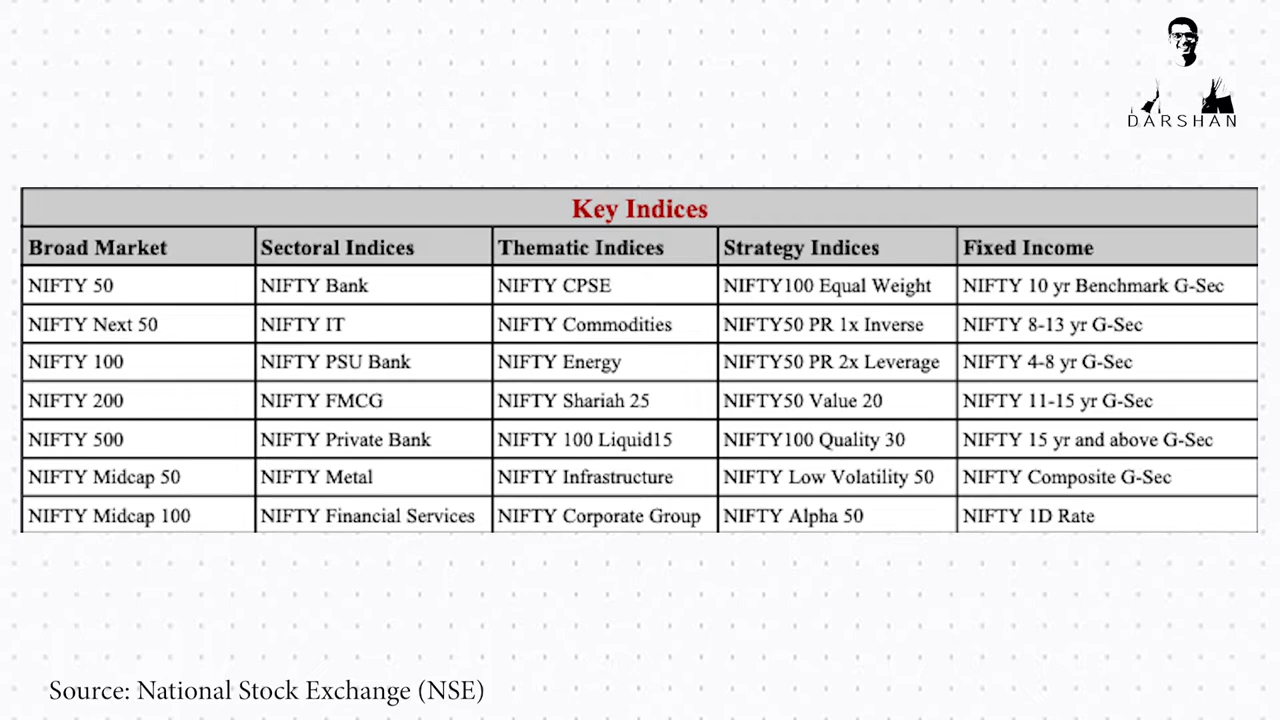 DARSHAN
Key Indices
Broad Market Sectoral Indices Thematic Indices Strategy Indices Fixed Income
NIFTY 50 NIFTY Bank NIFTY CPSE NIFTY100 Equal Weight NIFTY 10 yr Benchmark G-Sec
NIFTY Next 50 NIFTY IT NIFTY Commodities NIFTY50 PR 1x Inverse NIFTY 8-13 yr G-Sec
NIFTY 100 NIFTY PSU Bank NIFTY Energy NIFTY50 PR 2x Leverage NIFTY 4-8 yr G-Sec
NIFTY 200 NIFTY FMCG NIFTY Shariah 25 NIFTY50 Value 20 NIFTY 11-15 yr G-Sec
NIFTY 500 NIFTY Private Bank NIFTY 100 Liquid15 NIFTY100 Quality 30 NIFTY 15 yr and above G-Sec
NIFTY Midcap 50 NIFTY Metal NIFTY Infrastructure NIFTY Low Volatility 50 NIFTY Composite G-Sec
NIFTY Midcap 100 NIFTY Financial Services NIFTY Corporate Group NIFTY Alpha 50 NIFTY 1D Rate
Source: National Stock Exchange (NSE)